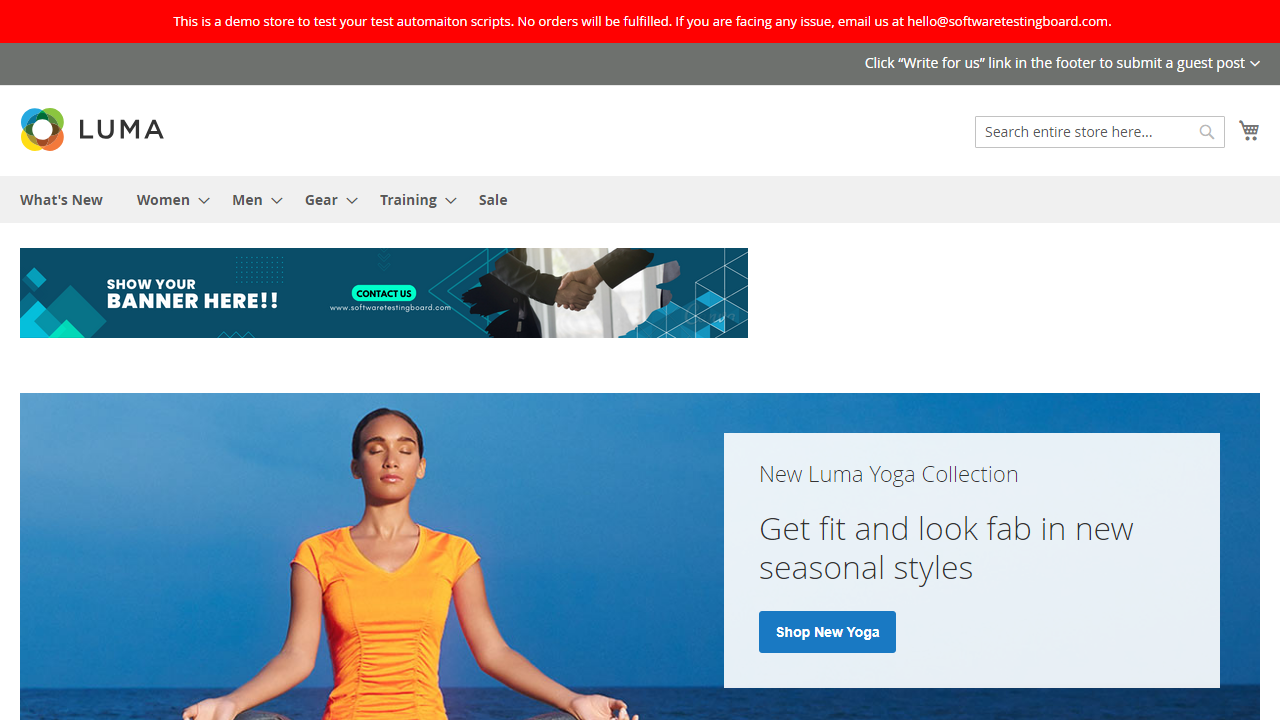 This is a demo store to test your test automaiton scripts. No orders will be fulfilled. If you are facing any issue, email us at hello@softwaretestingboard.com.
Click “Write for us” link in the footer to submit a guest post
LUMA
Search entire store here...
What's New Women Men Gear Training Sale
SHOW YOUR
BANNER HERE!!
CONTACT US
www.softwaretestingboard.com
New Luma Yoga Collection
Get fit and look fab in new
seasonal styles
Shop New Yoga